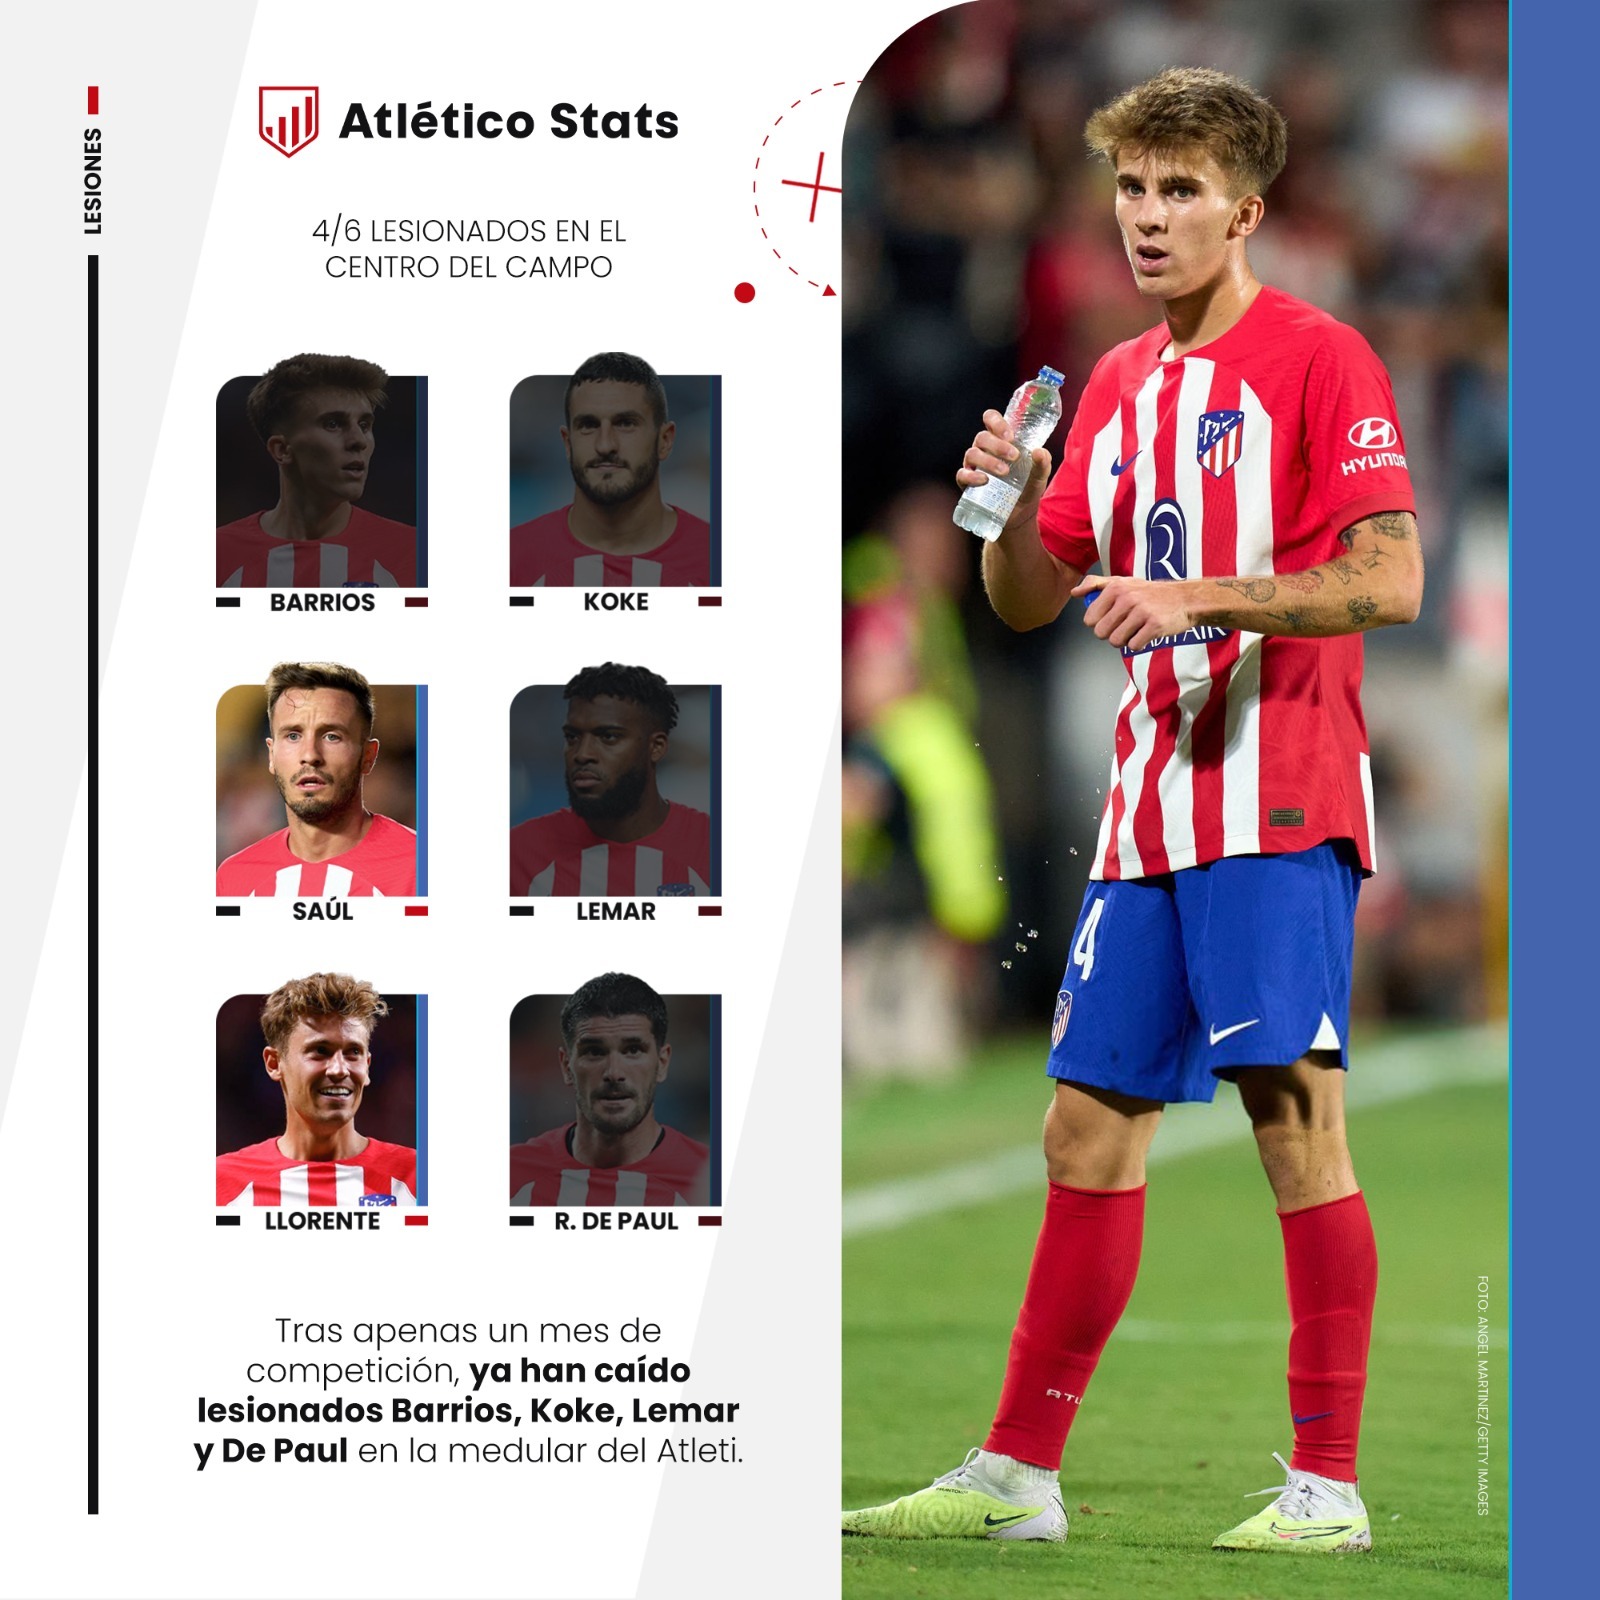 LESIONES
Atlético Stats
4/6 LESIONADOS EN EL
CENTRO DEL CAMPO
BARRIOS
KOKE
SAÚL
LEMAR
LLORENTE
R. DE PAUL
Tras apenas un mes de
competición, ya han caído
lesionados Barrios, Koke, Lemar
y De Paul en la medular del Atleti.
HYUNDAI
4
FOTO: ANGEL MARTINEZ/GETTY IMAGES